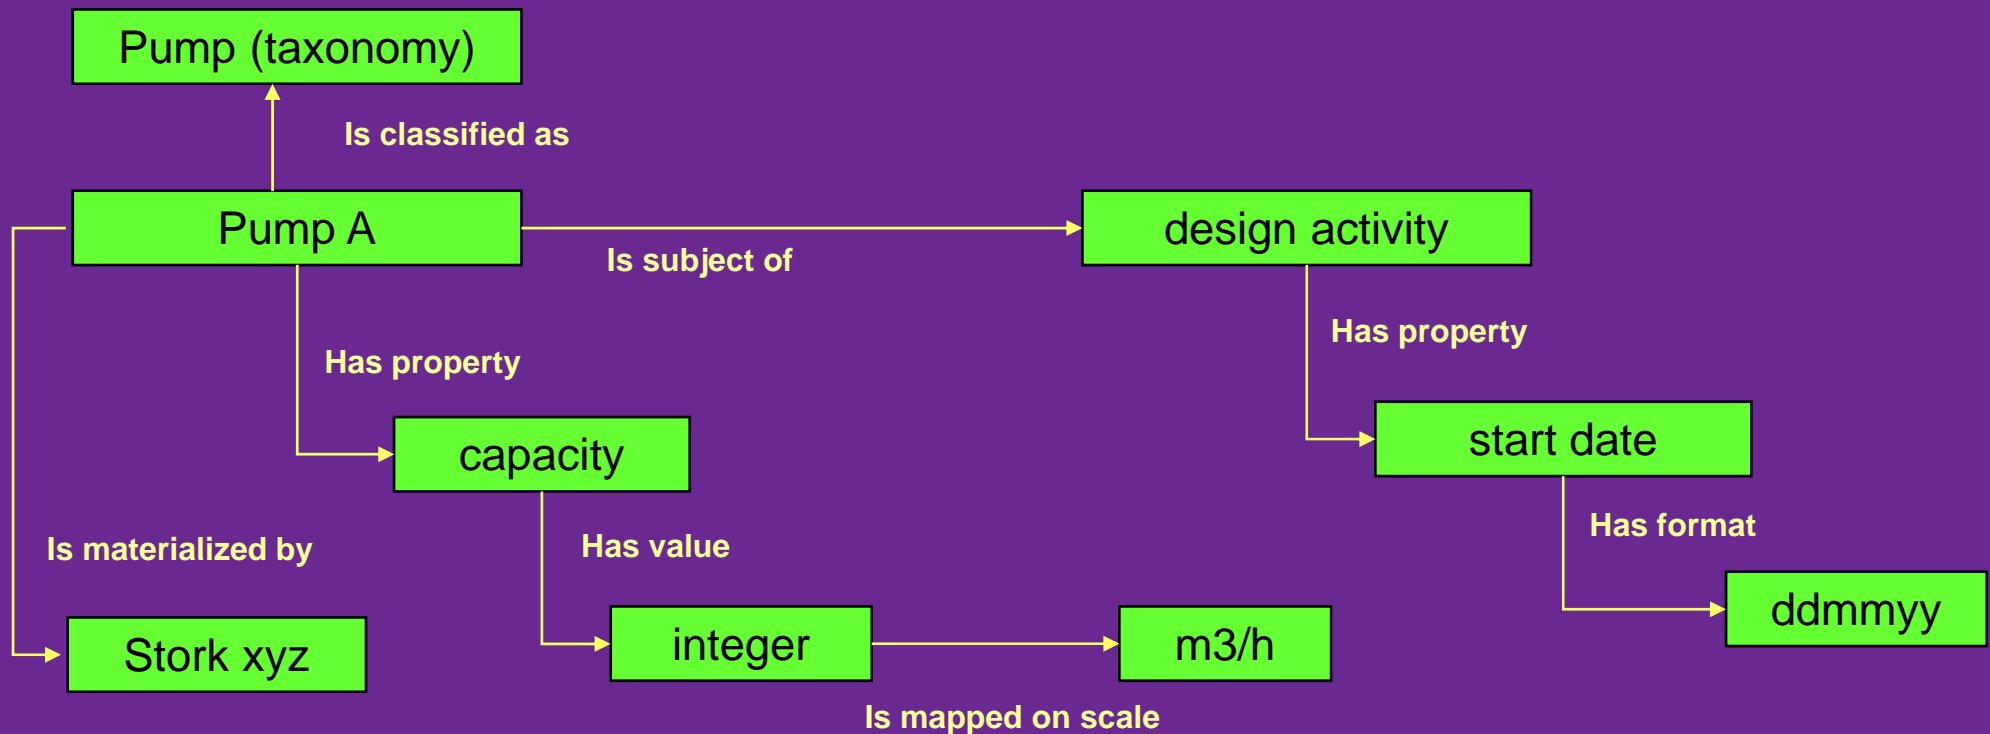 Pump (taxonomy)
Is classified as
Pump A
design activity
Is subject of
Has property
Has property
capacity
start date
Has format
Is materialized by
Has value
ddmmyy
Stork xyz
integer
m3/h
Is mapped on scale